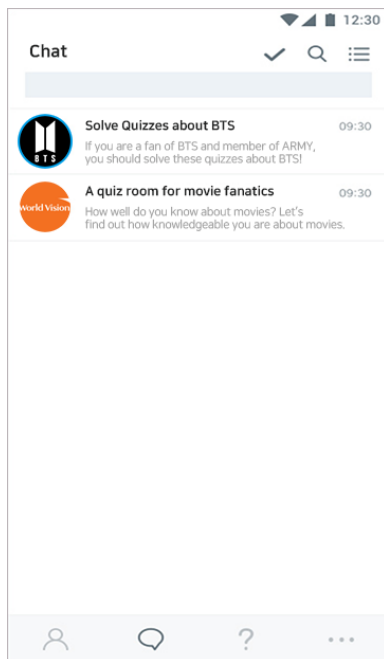 12:30
Chat
Solve Quizzes about BTS
09:30
If you are a fan of BTS and member of ARMY,
you should solve these quizzes about BTS!
BTS
A quiz room for movie fanatics
09:30
World Vision
How well do you know about movies? Let's
find out how knowledgeable you are about movies.
?